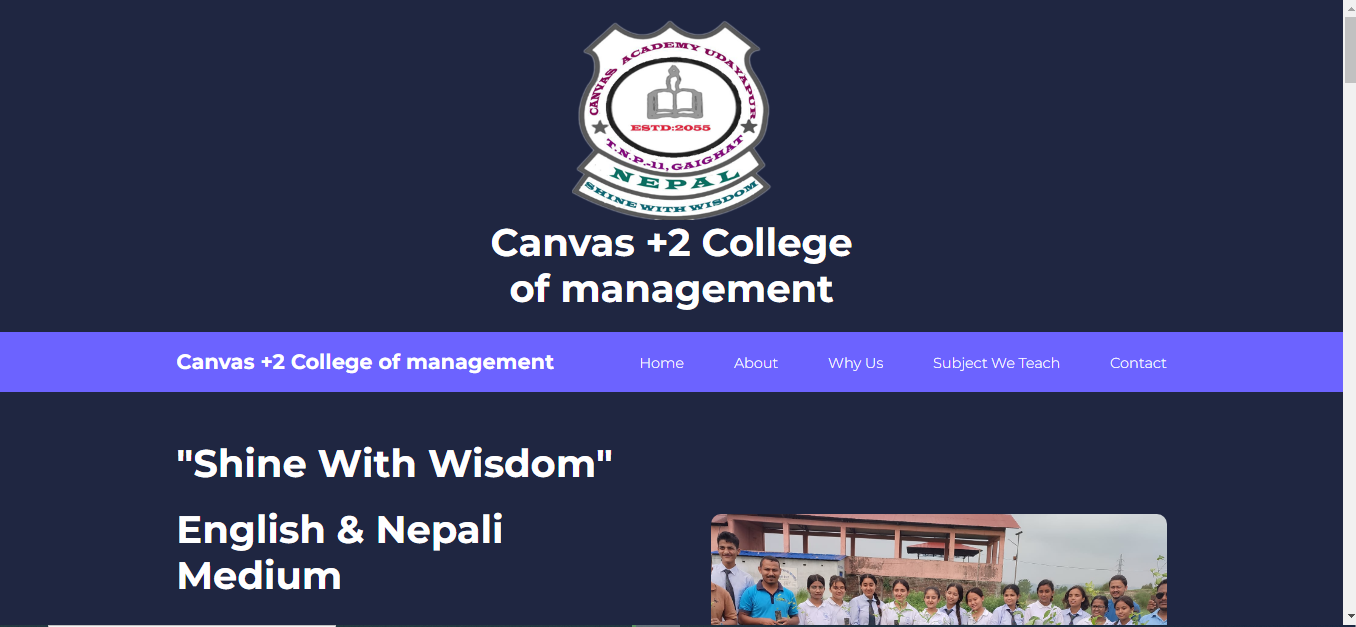 CANVAS ACADEMY UDAYAPUR
ESTD:2055
T.N.P.-11, GAIGHAT
NEPAL
SHINE WITH WISDOM
Canvas +2 College
of management
Canvas +2 College of management
Home
About
Why Us
Subject We Teach
Contact
"Shine With Wisdom"
English & Nepali
Medium